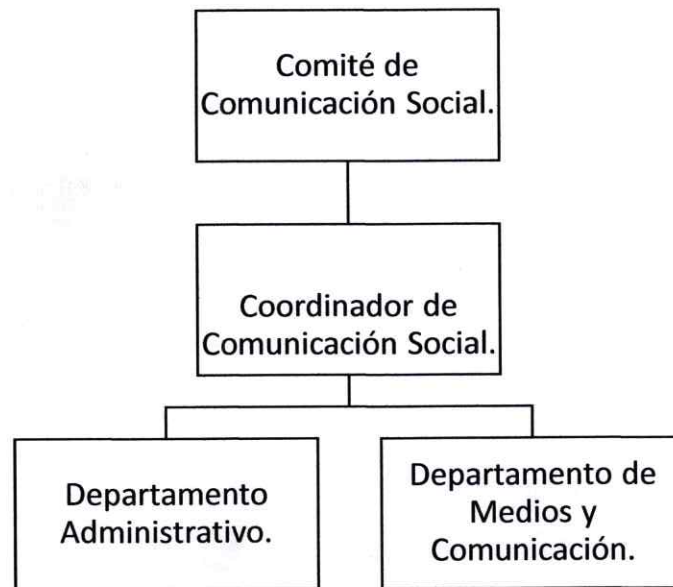 Comité de
Comunicación Social.
Coordinador de
Comunicación Social.
Departamento
Administrativo.
Departamento de
Medios y
Comunicación.